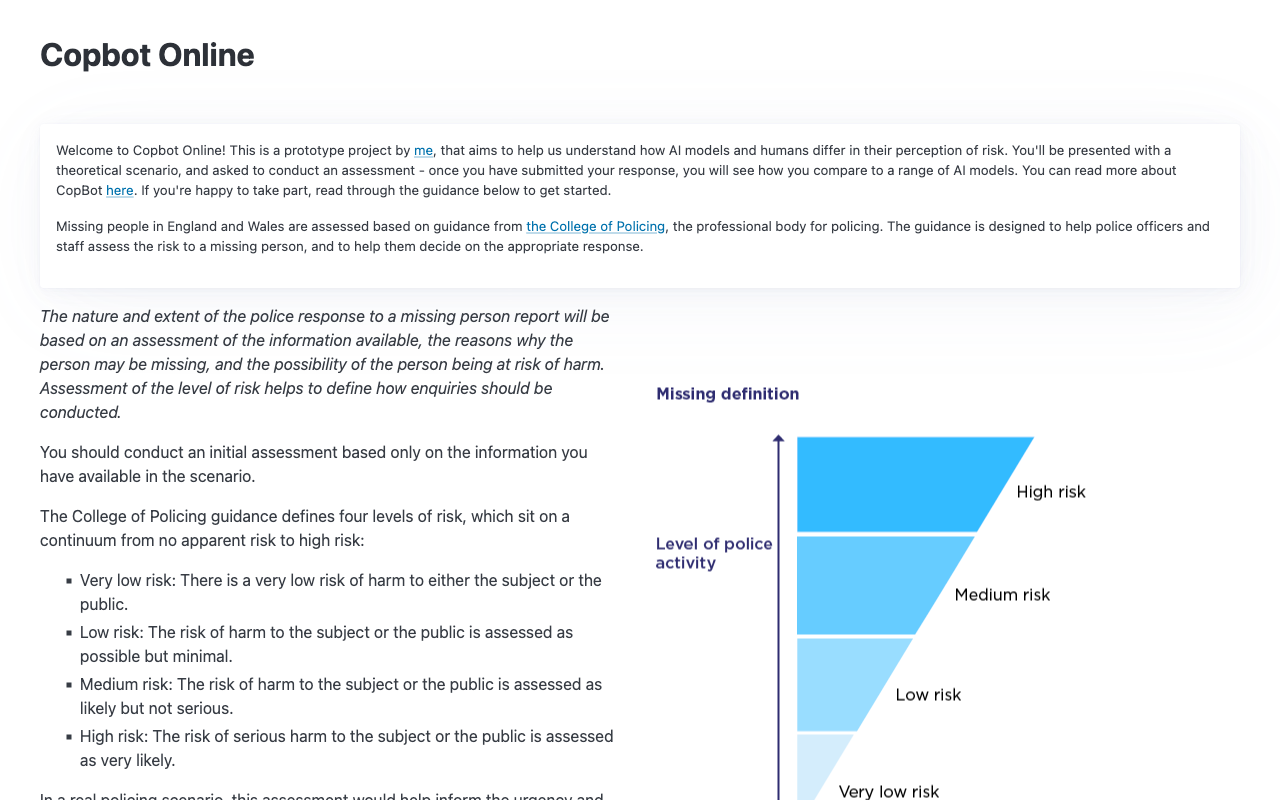 Copbot Online
Welcome to Copbot Online! This is a prototype project by me, that aims to help us understand how AI models and humans differ in their perception of risk. You'll be presented with a
theoretical scenario, and asked to conduct an assessment - once you have submitted your response, you will see how you compare to a range of AI models. You can read more about
CopBot here. If you're happy to take part, read through the guidance below to get started.
Missing people in England and Wales are assessed based on guidance from the College of Policing, the professional body for policing. The guidance is designed to help police officers and
staff assess the risk to a missing person, and to help them decide on the appropriate response.
The nature and extent of the police response to a missing person report will be
based on an assessment of the information available, the reasons why the
person may be missing, and the possibility of the person being at risk of harm.
Assessment of the level of risk helps to define how enquiries should be
conducted.
You should conduct an initial assessment based only on the information you
have available in the scenario.
The College of Policing guidance defines four levels of risk, which sit on a
continuum from no apparent risk to high risk:
▪ Very low risk: There is a very low risk of harm to either the subject or the
public.
▪ Low risk: The risk of harm to the subject or the public is assessed as
possible but minimal.
▪ Medium risk: The risk of harm to the subject or the public is assessed as
likely but not serious.
▪ High risk: The risk of serious harm to the subject or the public is assessed
as very likely.
In a real policing scenario, this assessment would help inform the urgency and
Missing definition
High risk
Level of police
activity
Medium risk
Low risk
Very low risk